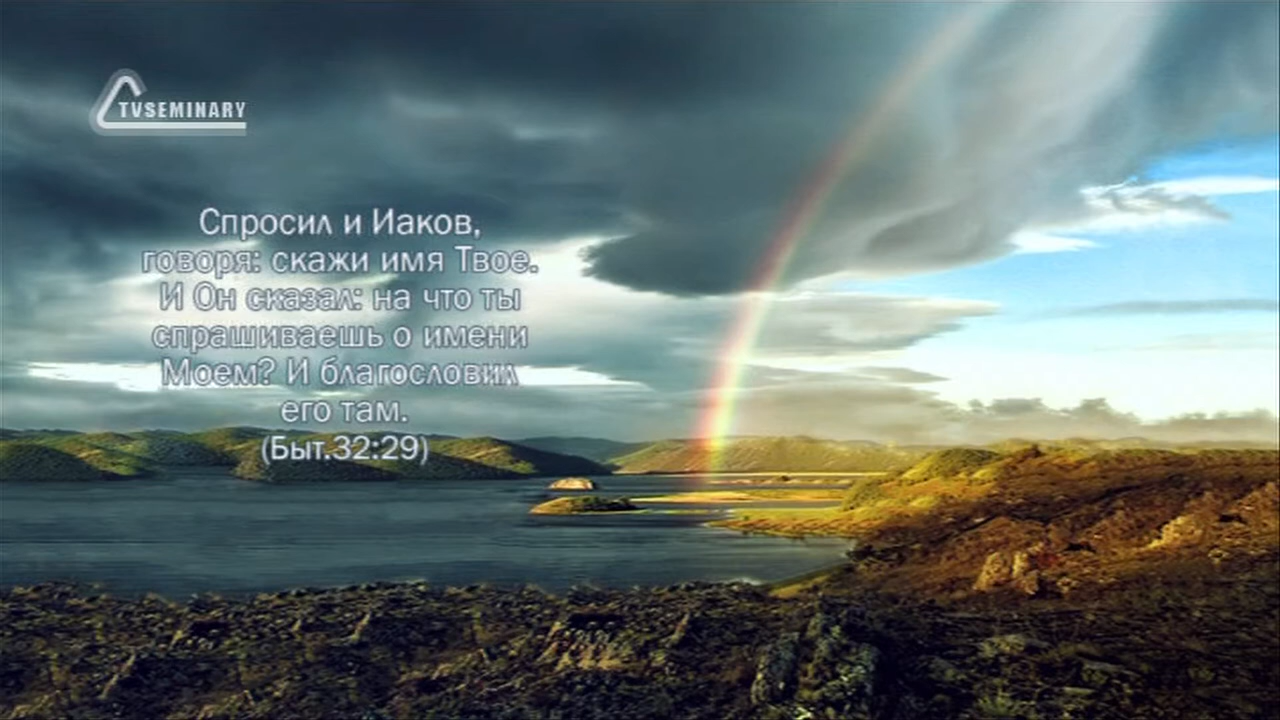 TVSEMINARY
Спросил и Иаков,
говоря: скажи имя Твое.
И Он сказал: на что ты
спрашиваешь о имени
Моем? И благословил
его там.
(Быт.32:29)